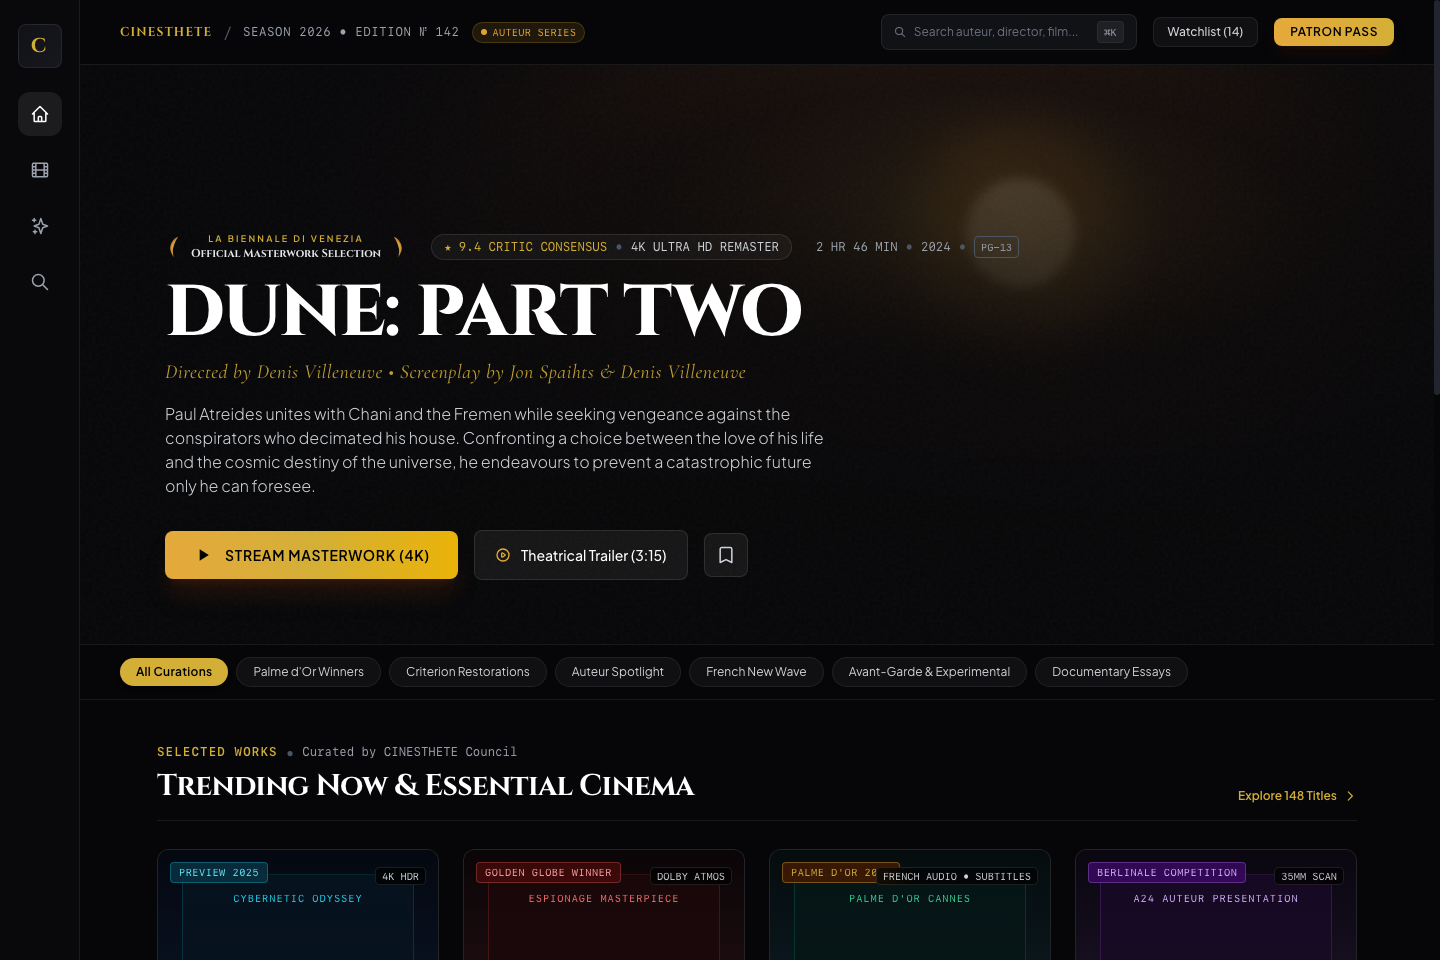 C
CINESTHETE / SEASON 2026 • EDITION № 142 • AUTEUR SERIES
Search auteur, director, film... ⌘K
Watchlist (14)
PATRON PASS
LA BIENNALE DI VENEZIA
OFFICIAL MASTERWORK SELECTION
★ 9.4 CRITIC CONSENSUS • 4K ULTRA HD REMASTER
2 HR 46 MIN • 2024 • PG-13
DUNE: PART TWO
Directed by Denis Villeneuve • Screenplay by Jon Spaihts & Denis Villeneuve
Paul Atreides unites with Chani and the Fremen while seeking vengeance against the
conspirators who decimated his house. Confronting a choice between the love of his life
and the cosmic destiny of the universe, he endeavours to prevent a catastrophic future
only he can foresee.
STREAM MASTERWORK (4K)
Theatrical Trailer (3:15)
All Curations
Palme d'Or Winners
Criterion Restorations
Auteur Spotlight
French New Wave
Avant-Garde & Experimental
Documentary Essays
SELECTED WORKS • Curated by CINESTHETE Council
TRENDING NOW & ESSENTIAL CINEMA
Explore 148 Titles
PREVIEW 2025
4K HDR
CYBERNETIC ODYSSEY
GOLDEN GLOBE WINNER
DOLBY ATMOS
ESPIONAGE MASTERPIECE
PALME D'OR
FRENCH AUDIO • SUBTITLES
PALME D'OR CANNES
BERLINALE COMPETITION
35MM SCAN
A24 AUTEUR PRESENTATION